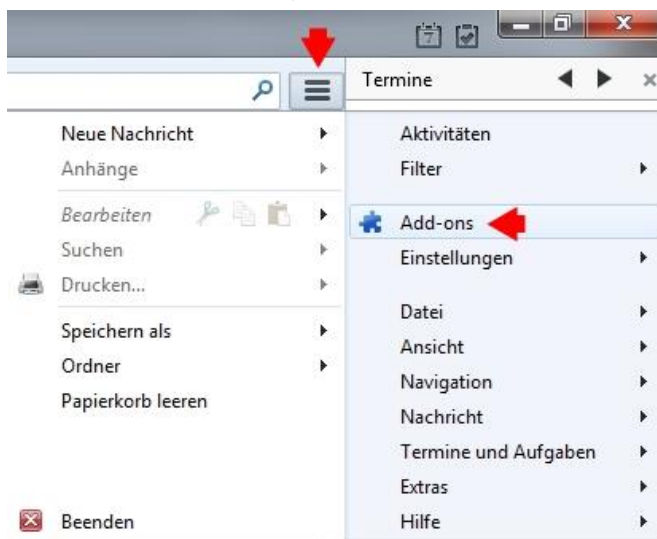 7
Termine
Neue Nachricht
Anhänge
Bearbeiten
Suchen
Drucken...
Speichern als
Ordner
Papierkorb leeren
Beenden
Aktivitäten
Filter
Add-ons
Einstellungen
Datei
Ansicht
Navigation
Nachricht
Termine und Aufgaben
Extras
Hilfe